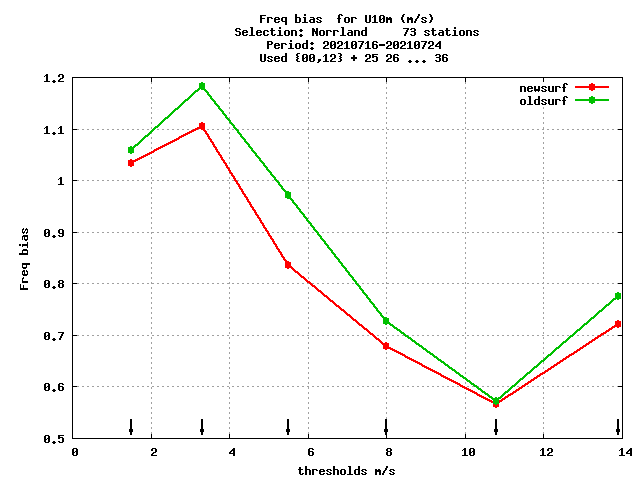 Freq bias  for U10m (m/s)
Selection: Norrland     73 stations
Period: 20210716-20210724
Used {00,12} + 25 26 ... 36
newsurf
oldsurf
1.2
1.1
1
0.9
0.8
0.7
0.6
0.5
Freq bias
0 2 4 6 8 10 12 14
thresholds m/s